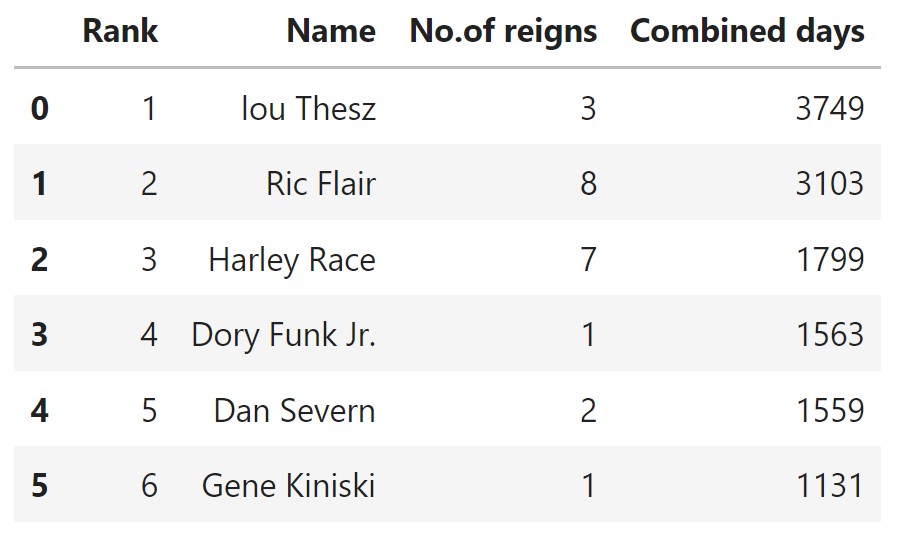 Rank Name No.of reigns Combined days
0 1 lou Thesz 3 3749
1 2 Ric Flair 8 3103
2 3 Harley Race 7 1799
3 4 Dory Funk Jr. 1 1563
4 5 Dan Severn 2 1559
5 6 Gene Kiniski 1 1131